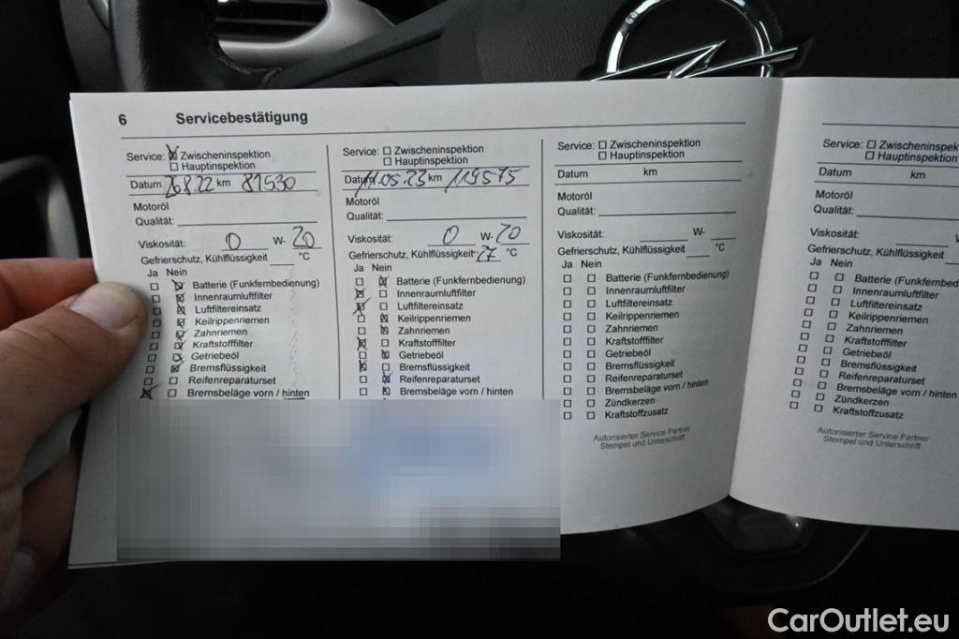 6 Servicebestätigung
Service: Zwischeninspektion
Hauptinspektion
Datum 26.8.22 km 81530
Motoröl
Qualität:
Viskosität: 0 W- 20
Gefrierschutz, Kühlflüssigkeit °C
Ja Nein
Batterie (Funkfernbedienung)
Innenraumluftfilter
Luftfiltereinsatz
Keilrippenriemen
Zahnriemen
Kraftstofffilter
Getriebeöl
Bremsflüssigkeit
Reifenreparaturset
Bremsbeläge vorn / hinten
Service: Zwischeninspektion
Hauptinspektion
Datum 11.05.23 km 119575
Motoröl
Qualität:
Viskosität: 0 W- 20
Gefrierschutz, Kühlflüssigkeit -27 °C
Ja Nein
Batterie (Funkfernbedienung)
Innenraumluftfilter
Luftfiltereinsatz
Keilrippenriemen
Zahnriemen
Kraftstofffilter
Getriebeöl
Bremsflüssigkeit
Reifenreparaturset
Bremsbeläge vorn / hinten
Service: Zwischeninspektion
Hauptinspektion
Datum km
Motoröl
Qualität:
Viskosität: W-
Gefrierschutz, Kühlflüssigkeit °C
Ja Nein
Batterie (Funkfernbedienung)
Innenraumluftfilter
Luftfiltereinsatz
Keilrippenriemen
Zahnriemen
Kraftstofffilter
Getriebeöl
Bremsflüssigkeit
Reifenreparaturset
Bremsbeläge vorn / hinten
Zündkerzen
Kraftstoffzusatz
Autorisierter Service Partner
Stempel und Unterschrift
Service: Zwischeninspek
Hauptinspektion
Datum km
Motoröl
Qualität:
Viskosität: W-
Gefrierschutz, Kühlflüssigkeit
Ja Nein
Batterie (Funkfernbed
Innenraumluftfilter
Luftfiltereinsatz
Keilrippenriemen
Zahnriemen
Kraftstofffilter
Getriebeöl
Bremsflüssigkeit
Reifenreparaturset
Bremsbeläge vorn / hinten
Zündkerzen
Kraftstoffzusatz
Autorisierter Service Partner
Stempel und Unterschrift
CarOutlet.eu